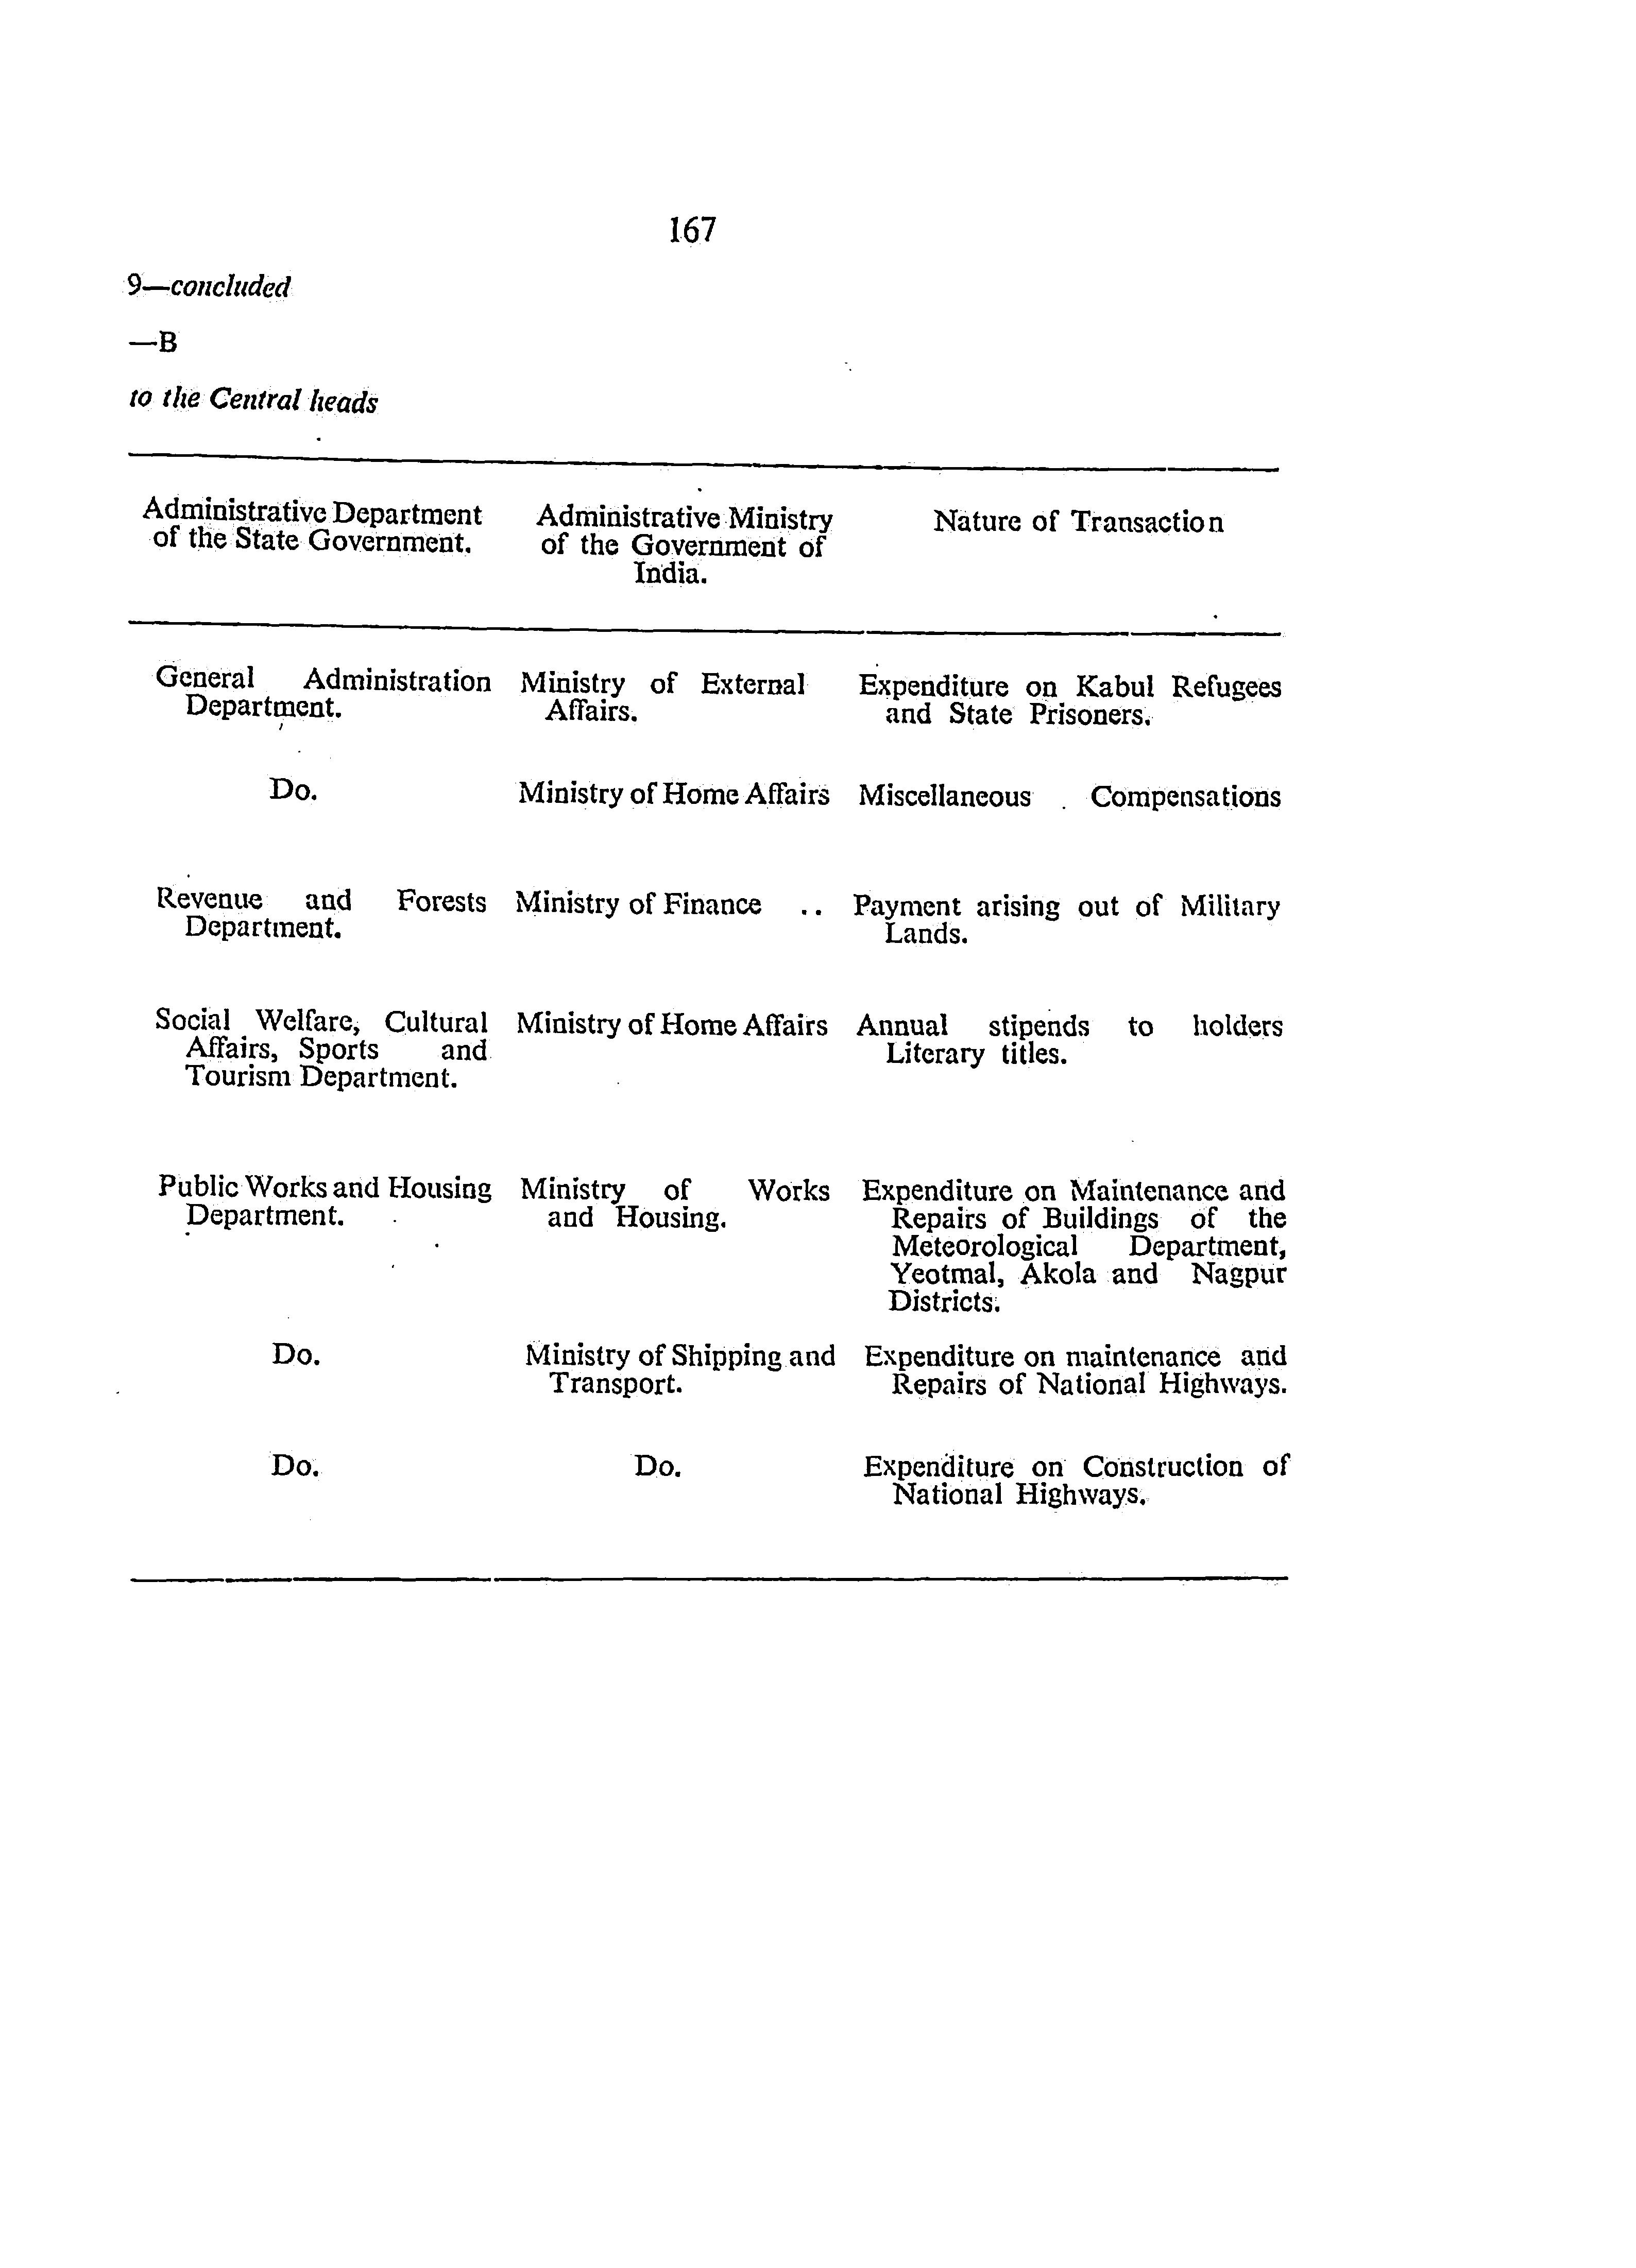 167
9—concluded
—B
to the Central heads
Administrative Department of the State Government.
Administrative Ministry of the Government of India.
Nature of Transaction
General Administration Ministry of External Expenditure on Kabul Refugees
Department. Affairs. and State Prisoners.
Do. Ministry of Home Affairs Miscellaneous . Compensations
Revenue and Forests Ministry of Finance .. Payment arising out of Military
Department. Lands.
Social Welfare, Cultural Ministry of Home Affairs Annual stipends to holders
Affairs, Sports and Literary titles.
Tourism Department.
Public Works and Housing Ministry of Works Expenditure on Maintenance and
Department. and Housing. Repairs of Buildings of the
Meteorological Department,
Yeotmal, Akola and Nagpur
Districts.
Do. Ministry of Shipping and Expenditure on maintenance and
Transport. Repairs of National Highways.
Do. Do. Expenditure on Construction of
National Highways.